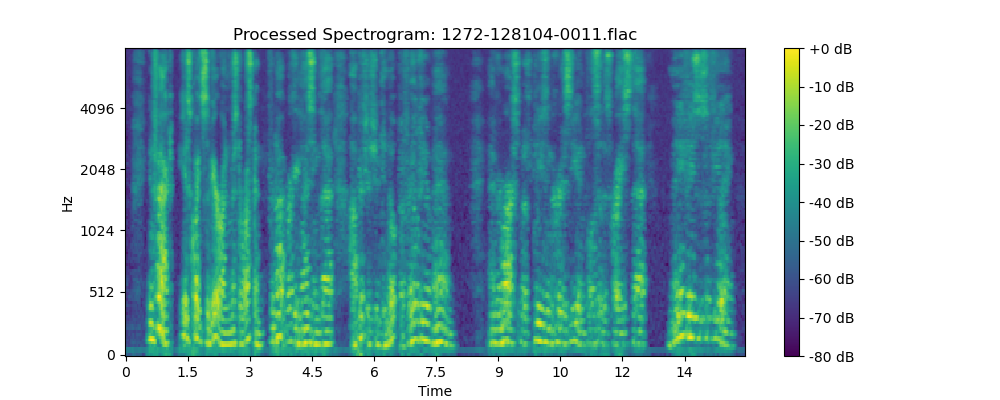 Processed Spectrogram: 1272-128104-0011.flac
Hz
4096
2048
1024
512
0
0 1.5 3 4.5 6 7.5 9 10 12 14
Time
+0 dB
-10 dB
-20 dB
-30 dB
-40 dB
-50 dB
-60 dB
-70 dB
-80 dB